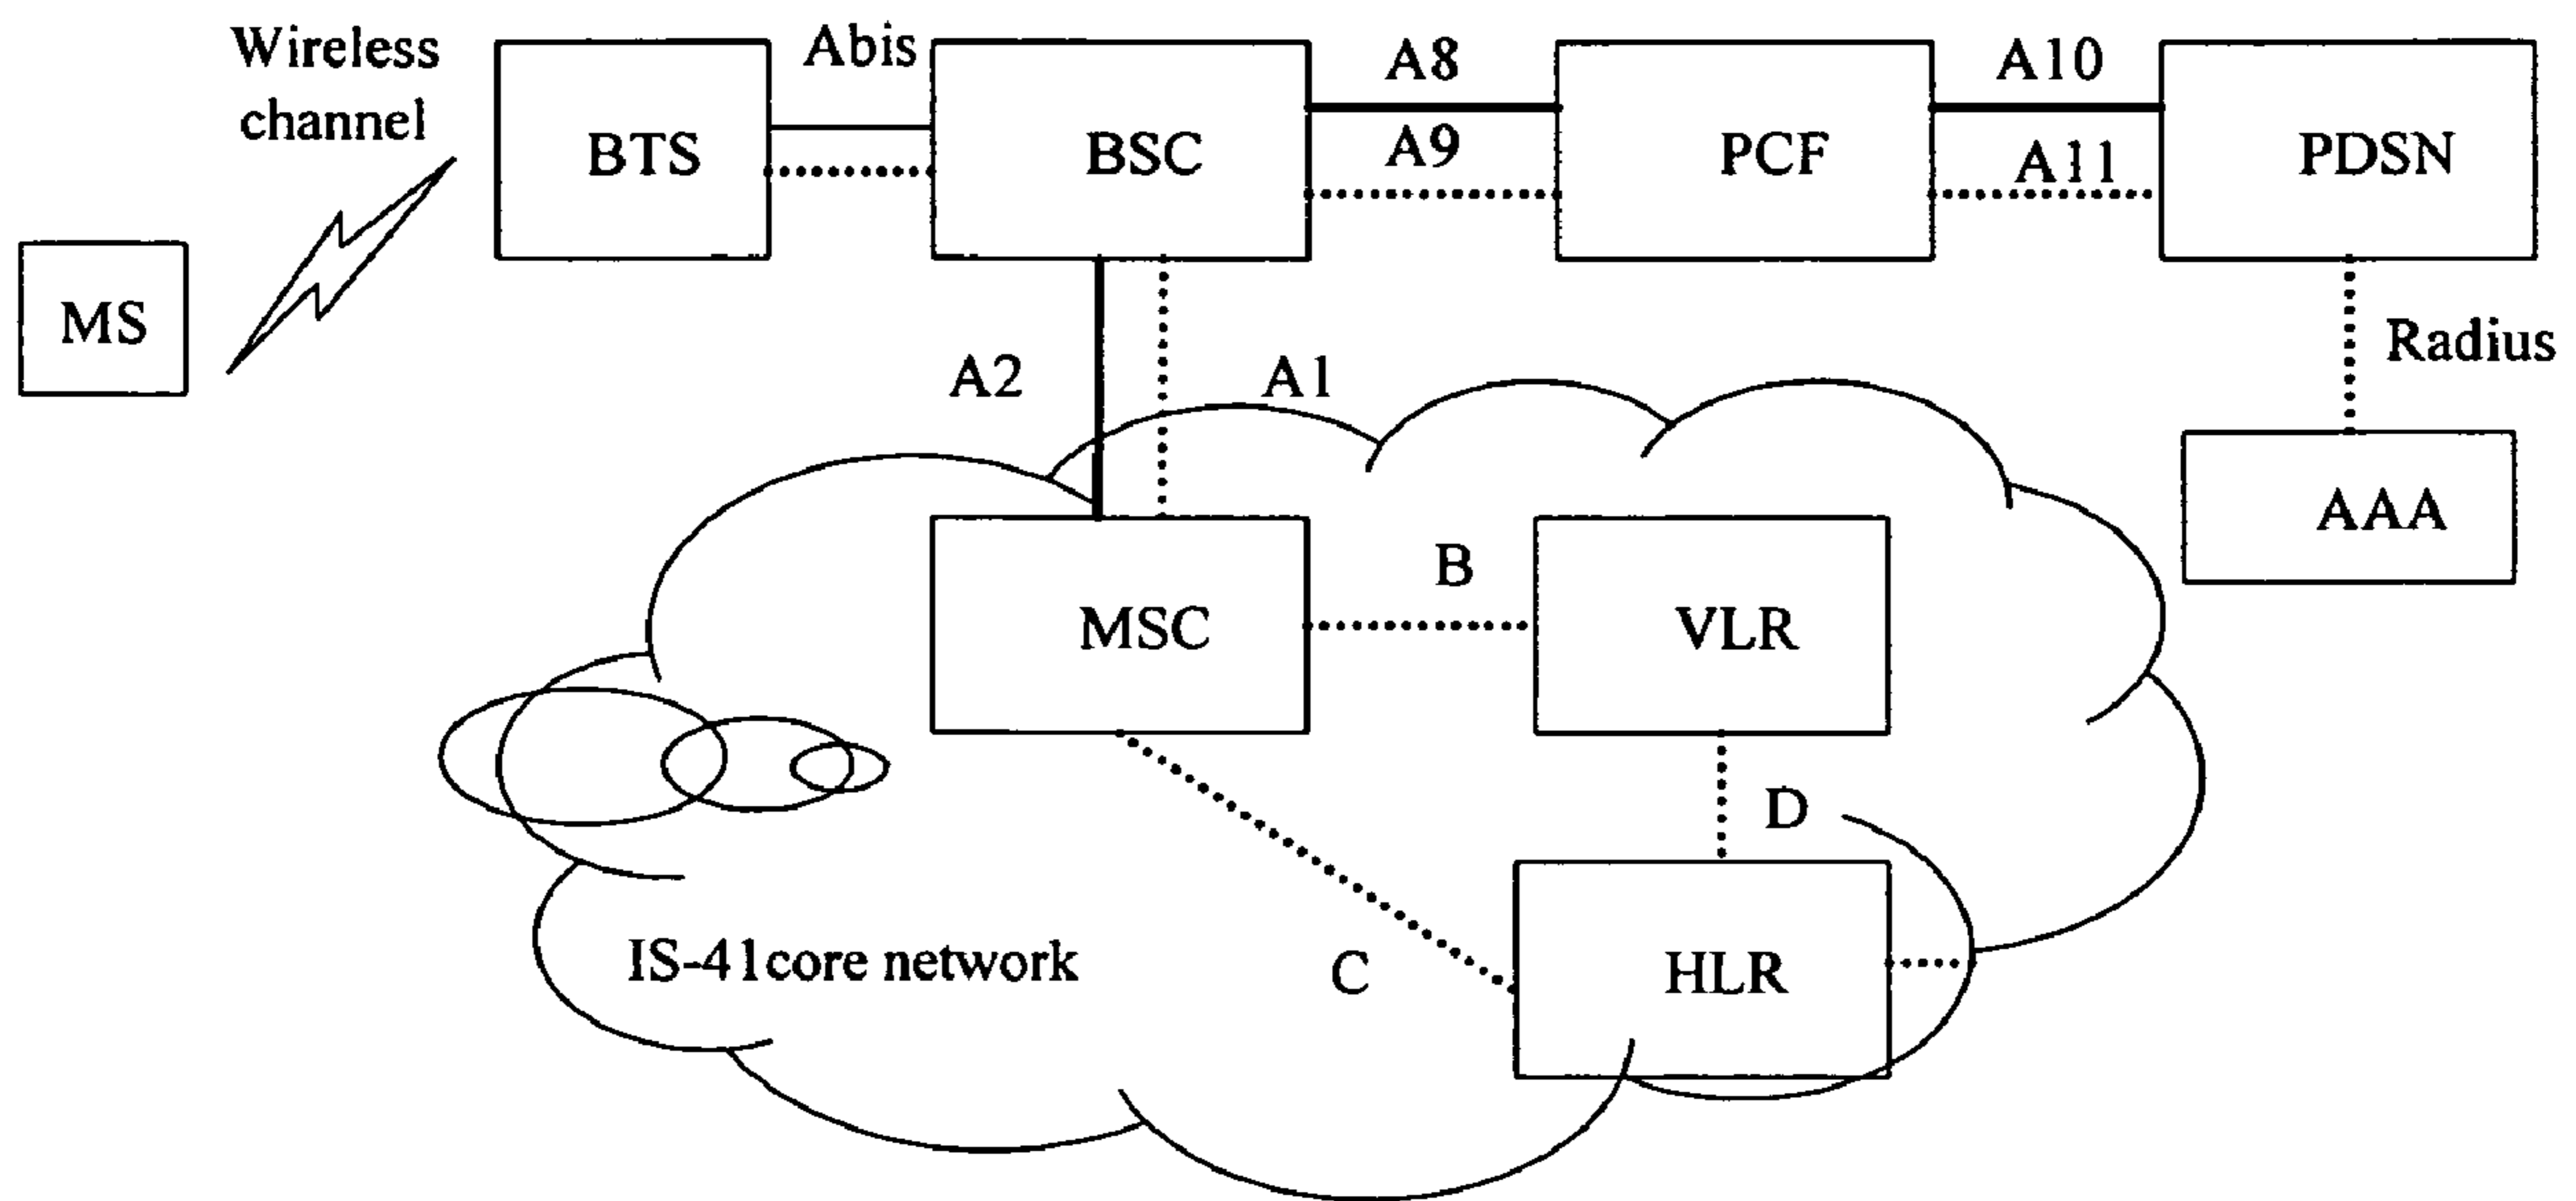 Wireless
channel
Abis
A8
A10
BTS
BSC
A9
PCF
A11
PDSN
MS
A2
A1
Radius
AAA
B
MSC
VLR
D
IS-41core network
C
HLR